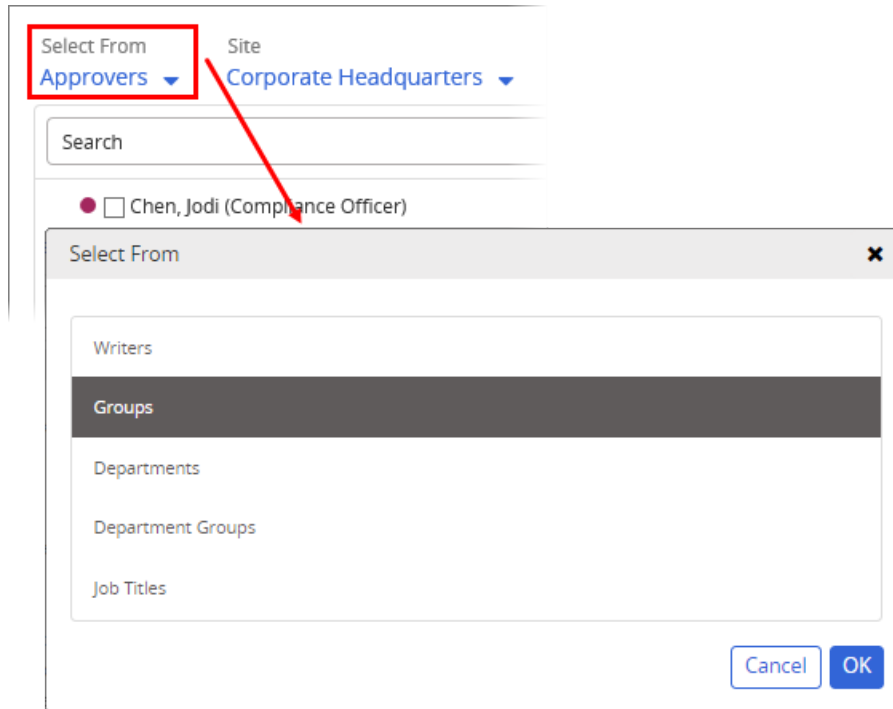 Select From Site
Approvers Corporate Headquarters
Search
Chen, Jodi (Compliance Officer)
Select From
Writers
Groups
Departments
Department Groups
Job Titles
Cancel OK